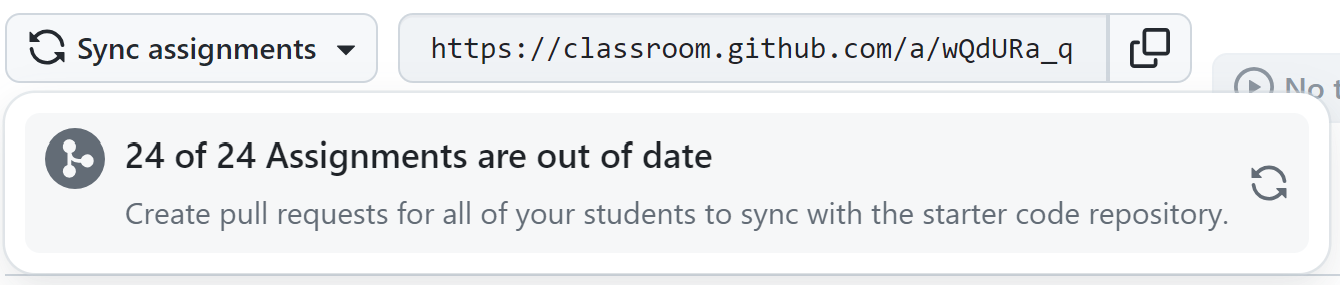 Sync assignments
https://classroom.github.com/a/wQdURa_q
No t
24 of 24 Assignments are out of date
Create pull requests for all of your students to sync with the starter code repository.